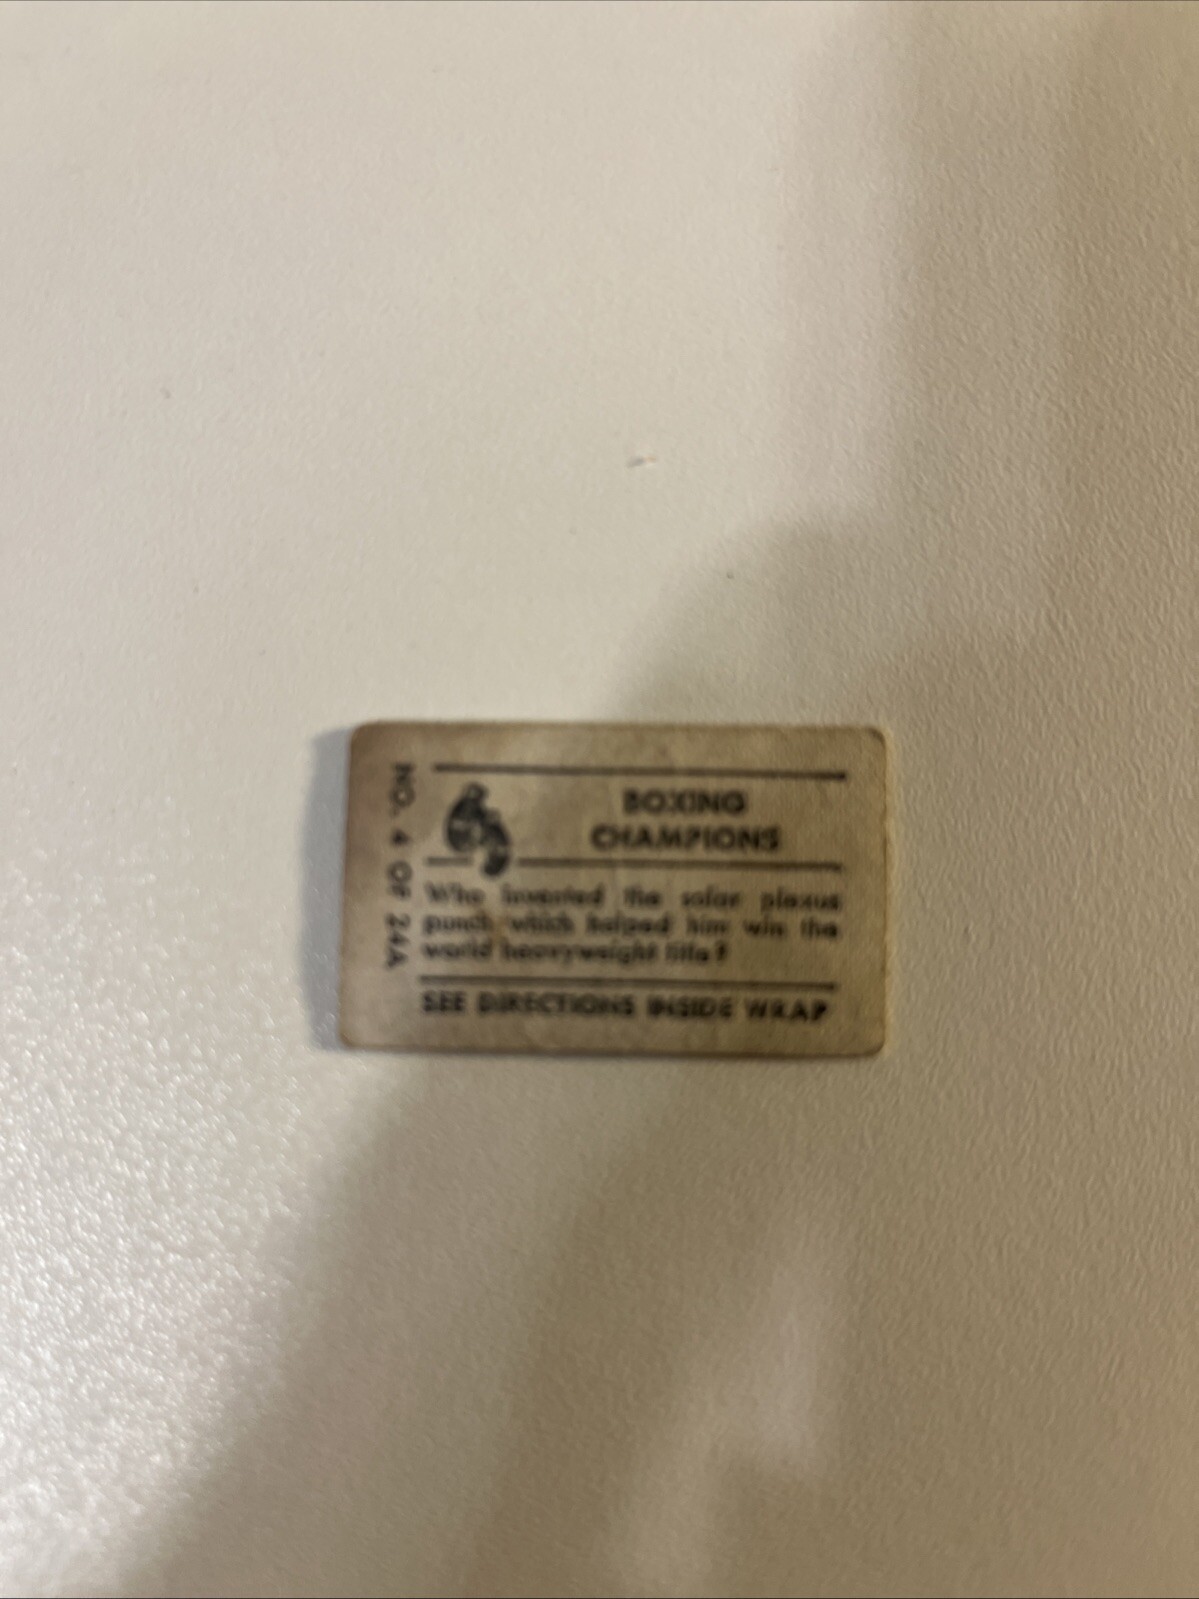 BOXING
CHAMPIONS
Who invented the solar plexus
punch which helped him win the
world heavyweight title?
SEE DIRECTIONS INSIDE WRAP
NO. 4 OF 24A